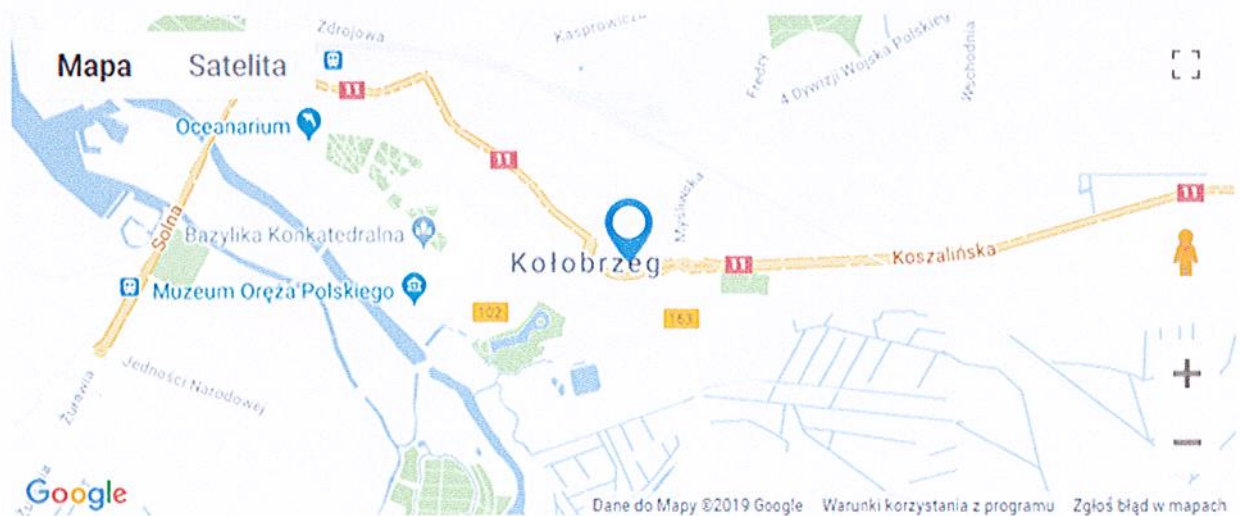 Zdrojowa
Kasprowicza
Fredry
4 Dywizji Wojska Polskieg
Wschodnia
Mapa
Satelita
11
Oceanarium
11
11
Solna
Bazylika Konkatedralna
Myśliwska
Kołobrzeg
11
Koszalińska
Muzeum Oręża Polskiego
102
163
Jedności Narodowej
Żurawia
Google
Dane do Mapy ©2019 Google
Warunki korzystania z programu
Zgłoś błąd w mapach